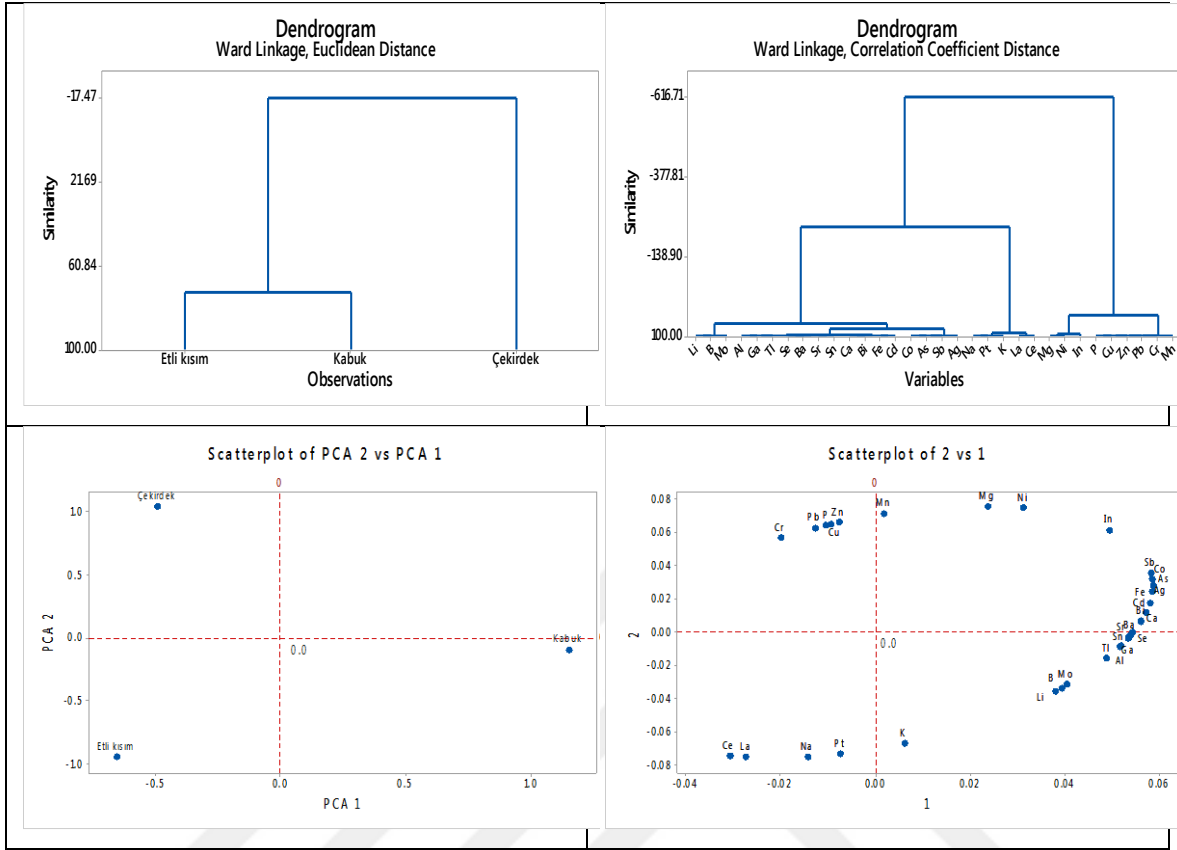 Dendrogram
Ward Linkage, Euclidean Distance
-17.47
21.69
60.84
100.00
Similarity
Etli kısım Kabuk Çekirdek
Observations
Dendrogram
Ward Linkage, Correlation Coefficient Distance
-616.71
-377.81
-138.90
100.00
Similarity
Li B Mo Al Ga Tl Se Ba Sr Sn Ca Bi Fe Cd Co As Sb Ag Na Pt K La Ce Mg Ni In P Cu Zn Pb Cr Mn
Variables
Scatterplot of PCA 2 vs PCA 1
0
Çekirdek
1.0
0.5
0.0
Kabuk
0.0
-0.5
Etli kısım
-1.0
-0.5 0.0 0.5 1.0
PCA 2
PCA 1
Scatterplot of 2 vs 1
0
0.08
Mn Mg Ni
Pb P Zn
Cr Cu In
0.06
0.04
Sb Co
As
Fe Ag
0.02
Cd
Ca
0.00
Ba
Sn Se
0.0
Tl Ga
Al
-0.02
B Mo
Li
-0.04
-0.06
K
Ce La Na Pt
-0.08
-0.04 -0.02 0.00 0.02 0.04 0.06
2
1